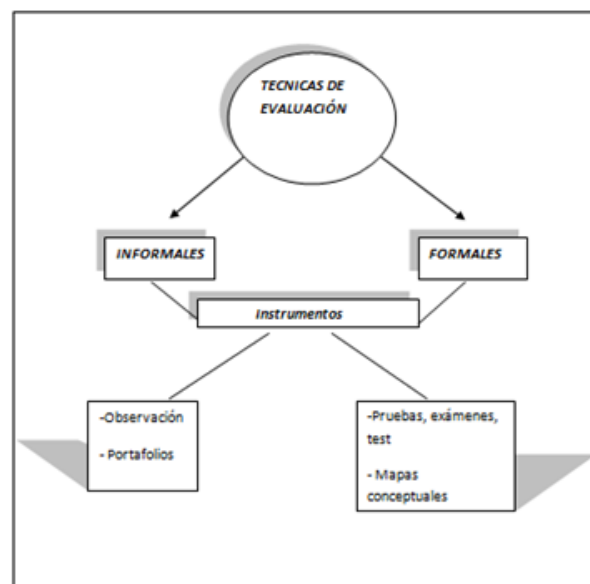 TECNICAS DE
EVALUACIÓN
INFORMALES
FORMALES
Instrumentos
-Observación
- Portafolios
-Pruebas, exámenes,
test
- Mapas
conceptuales